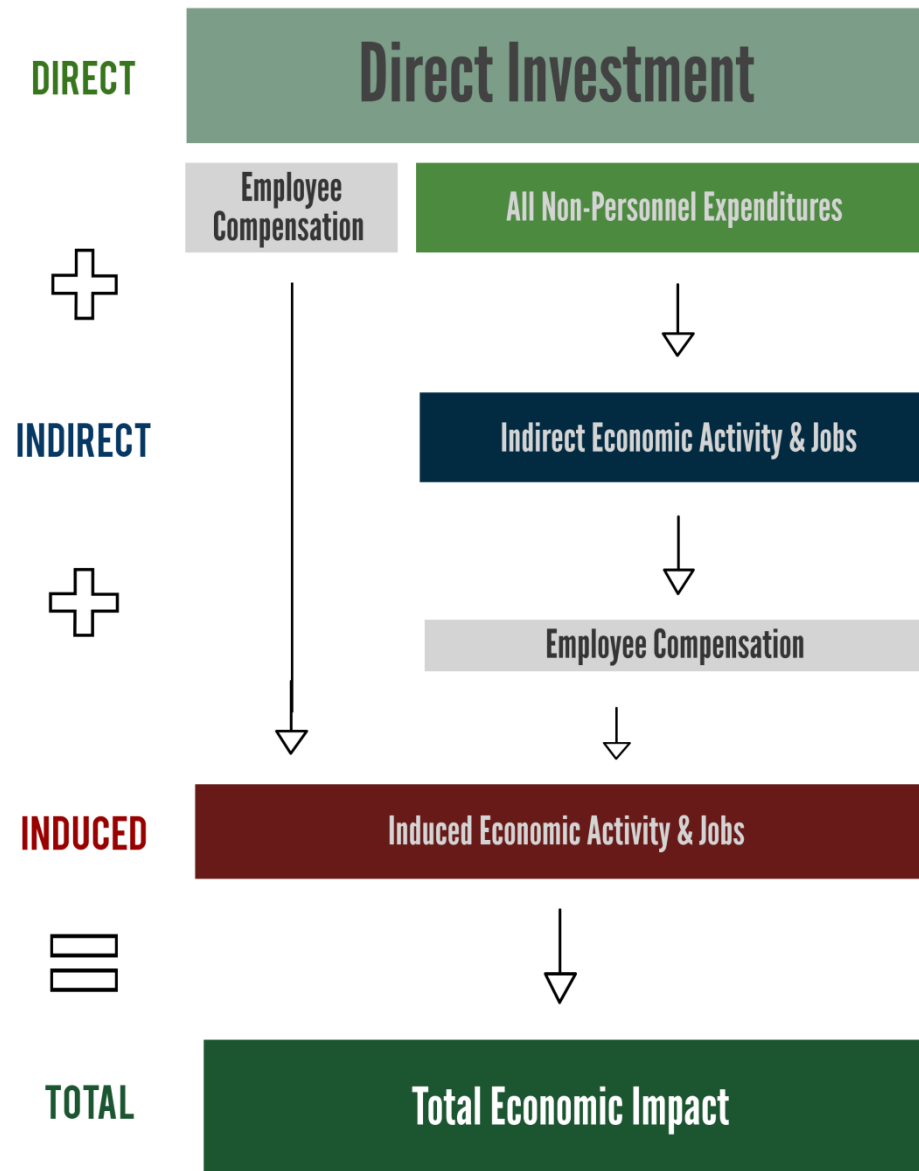 DIRECT
Direct Investment
Employee
Compensation
All Non-Personnel Expenditures
INDIRECT
Indirect Economic Activity & Jobs
Employee Compensation
INDUCED
Induced Economic Activity & Jobs
TOTAL
Total Economic Impact